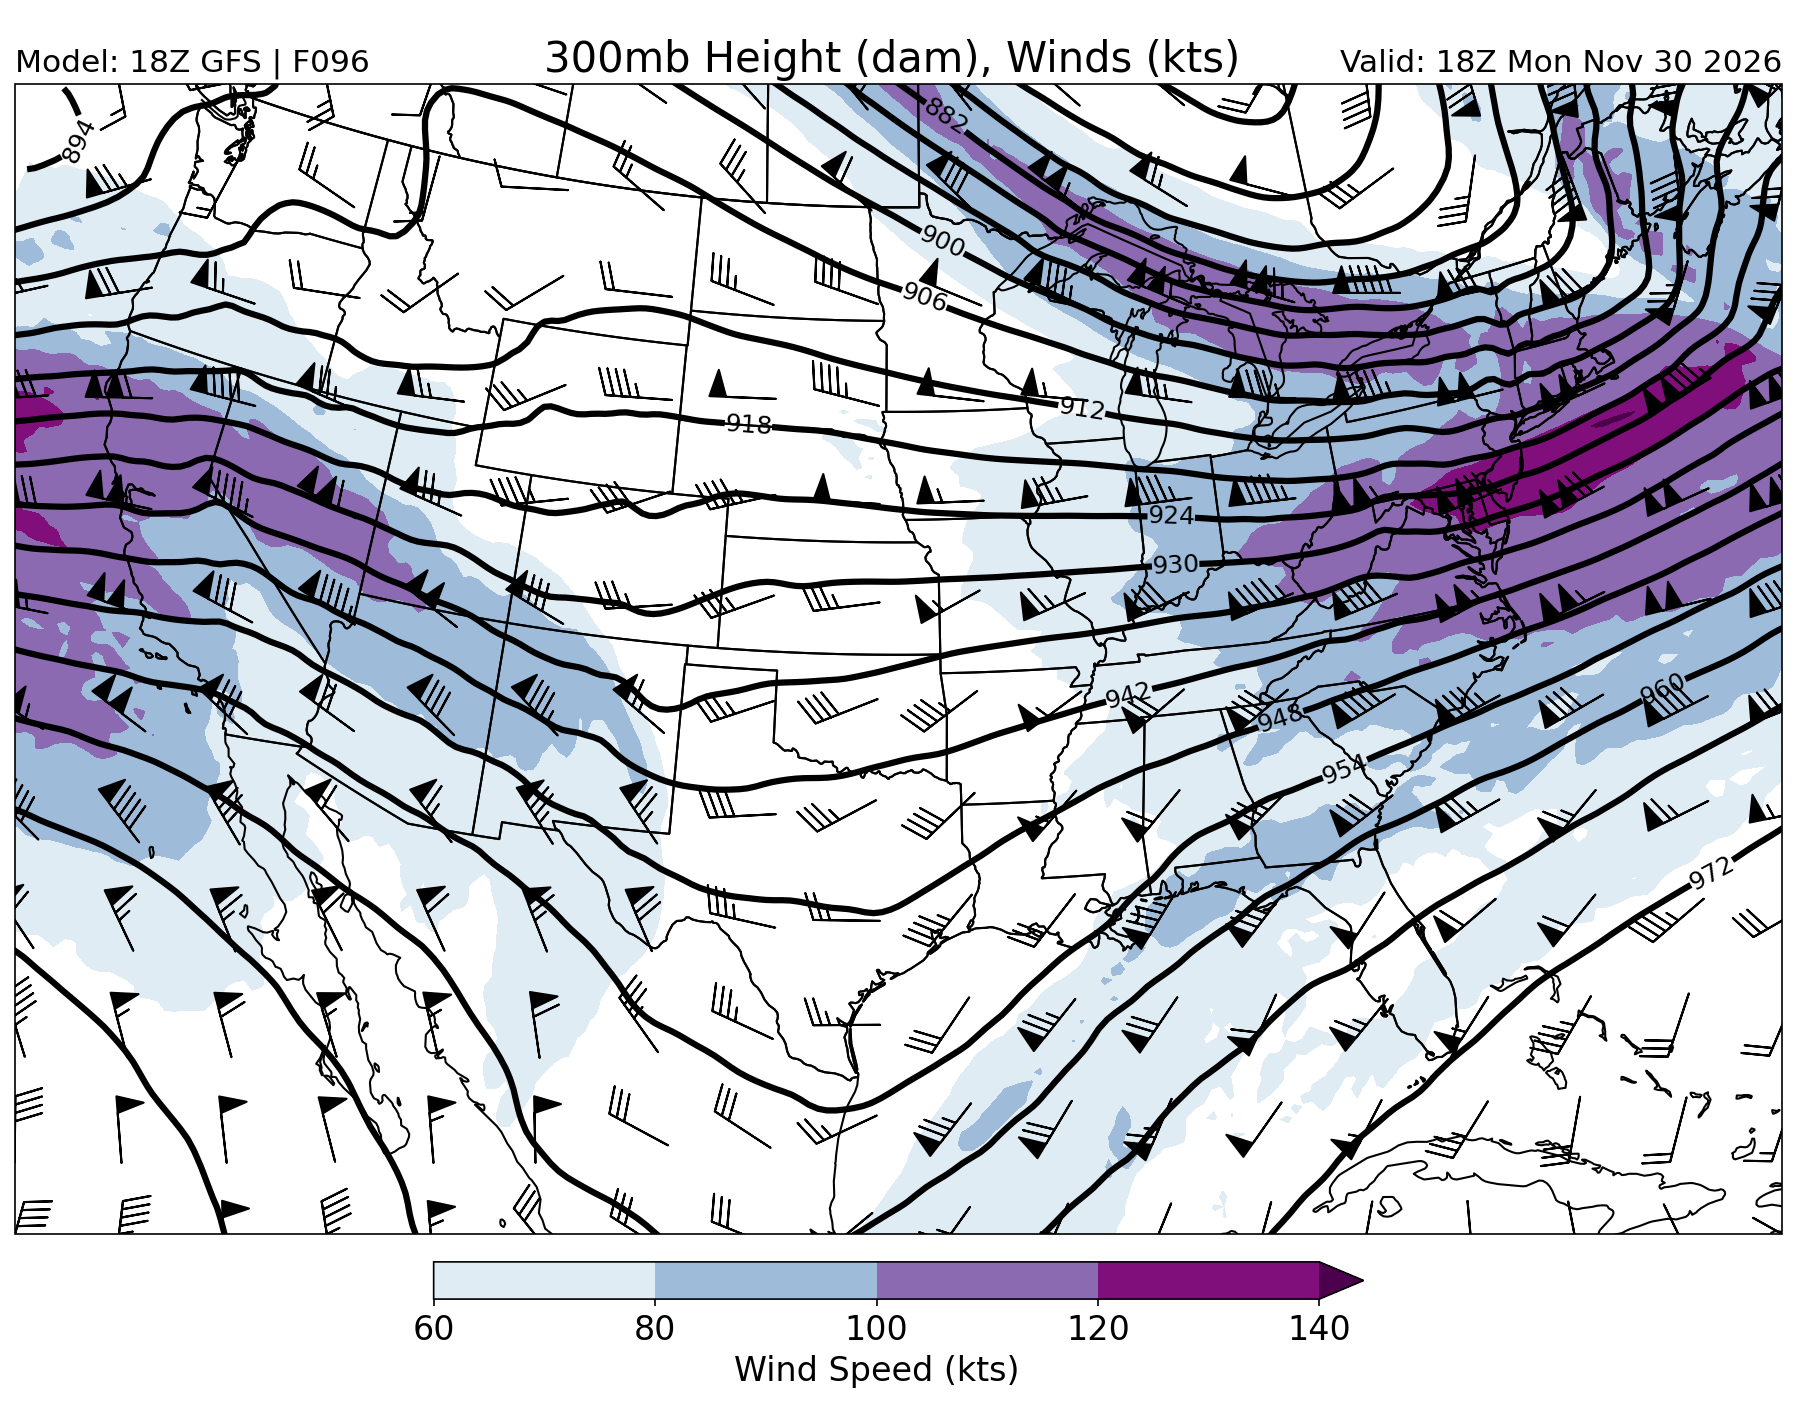 Model: 18Z GFS | F096
300mb Height (dam), Winds (kts)
Valid: 18Z Mon Nov 30 2026
894
882
900
906
912
918
924
930
942
948
954
960
972
60 80 100 120 140
Wind Speed (kts)